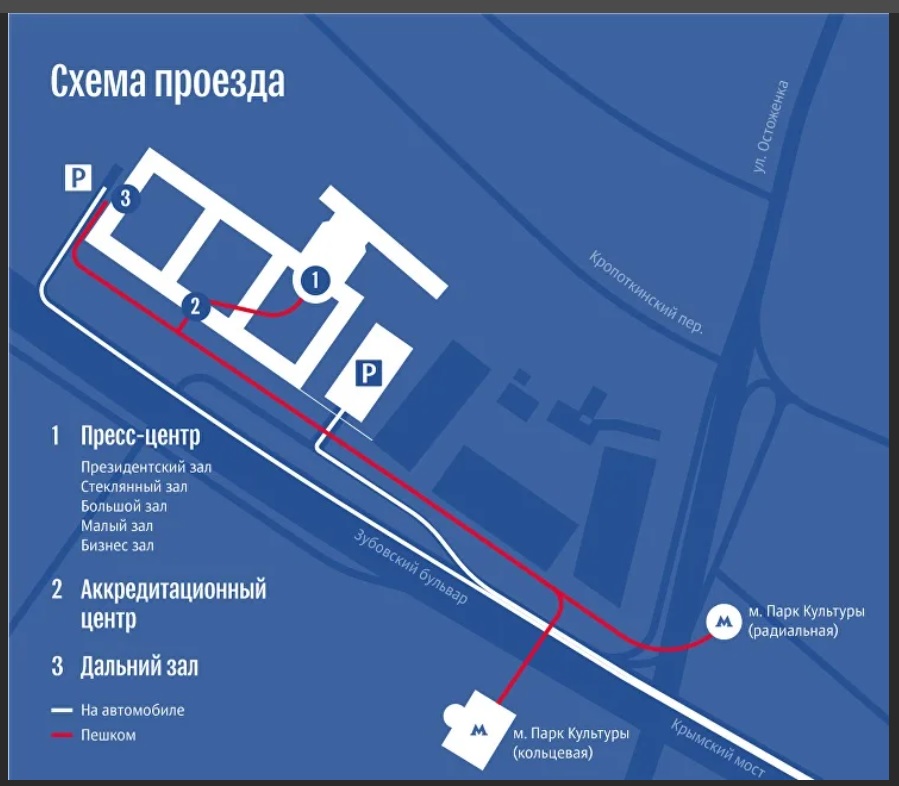 Схема проезда
ул. Остоженка
P
3
1
Кропоткинский пер.
2
P
1 Пресс-центр
Президентский зал
Стеклянный зал
Большой зал
Малый зал
Бизнес зал
Зубовский бульвар
2 Аккредитационный
центр
М
м. Парк Культуры
(радиальная)
3 Дальний зал
На автомобиле
Пешком
М
м. Парк Культуры
(кольцевая)
Крымский мост